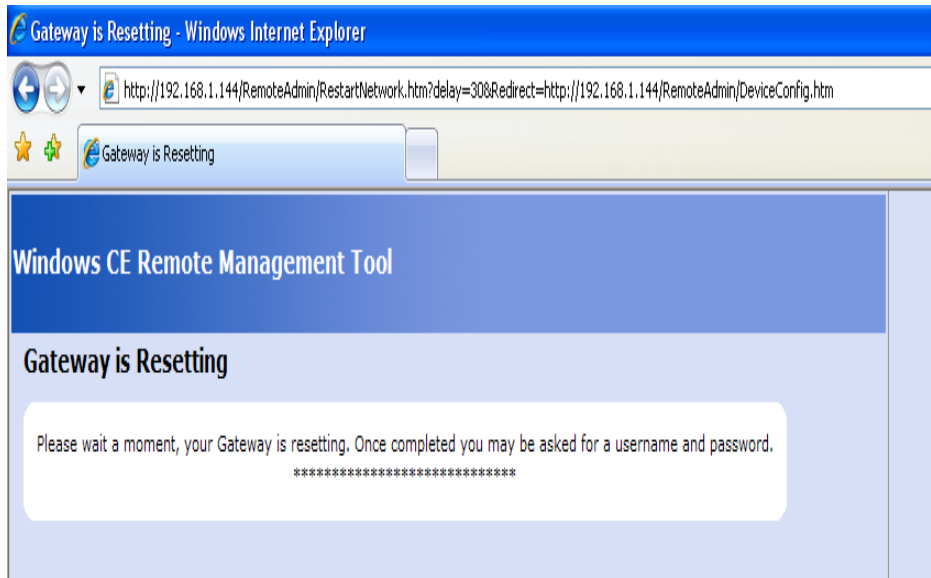 Gateway is Resetting - Windows Internet Explorer
http://192.168.1.144/RemoteAdmin/RestartNetwork.htm?delay=30&Redirect=http://192.168.1.144/RemoteAdmin/DeviceConfig.htm
Gateway is Resetting
Windows CE Remote Management Tool
Gateway is Resetting
Please wait a moment, your Gateway is resetting. Once completed you may be asked for a username and password.
*****************************